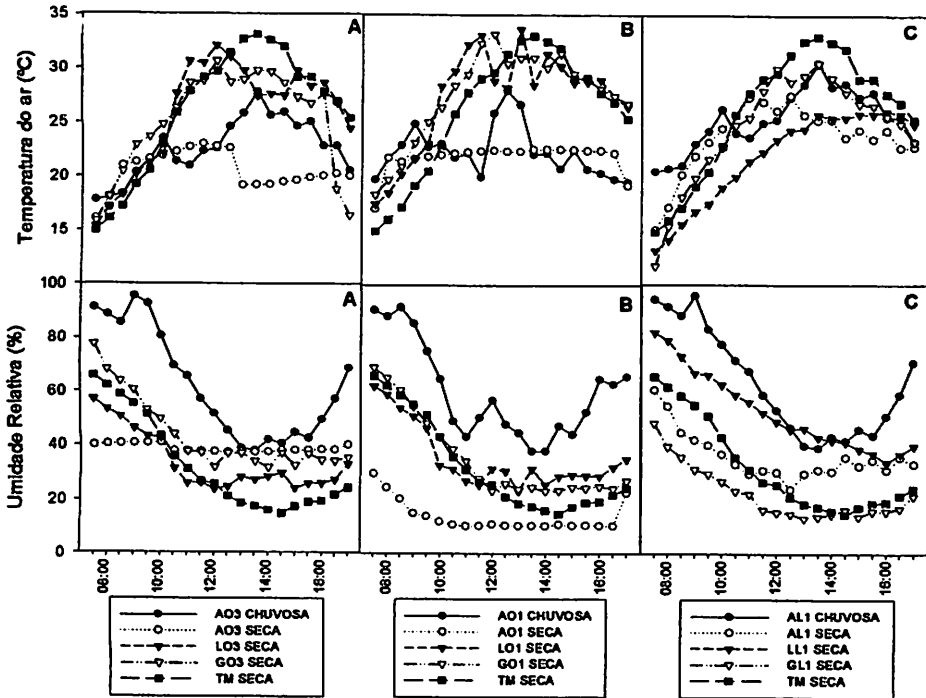 A
B
C
Temperatura do ar (ºC)
35
30
25
20
15
100
A
B
C
Umidade Relativa (%)
80
60
40
20
0
08:00
10:00
12:00
14:00
16:00
08:00
10:00
12:00
14:00
16:00
08:00
10:00
12:00
14:00
16:00
AO3 CHUVOSA
AO3 SECA
LO3 SECA
GO3 SECA
TM SECA
AO1 CHUVOSA
AO1 SECA
LO1 SECA
GO1 SECA
TM SECA
AL1 CHUVOSA
AL1 SECA
LL1 SECA
GL1 SECA
TM SECA